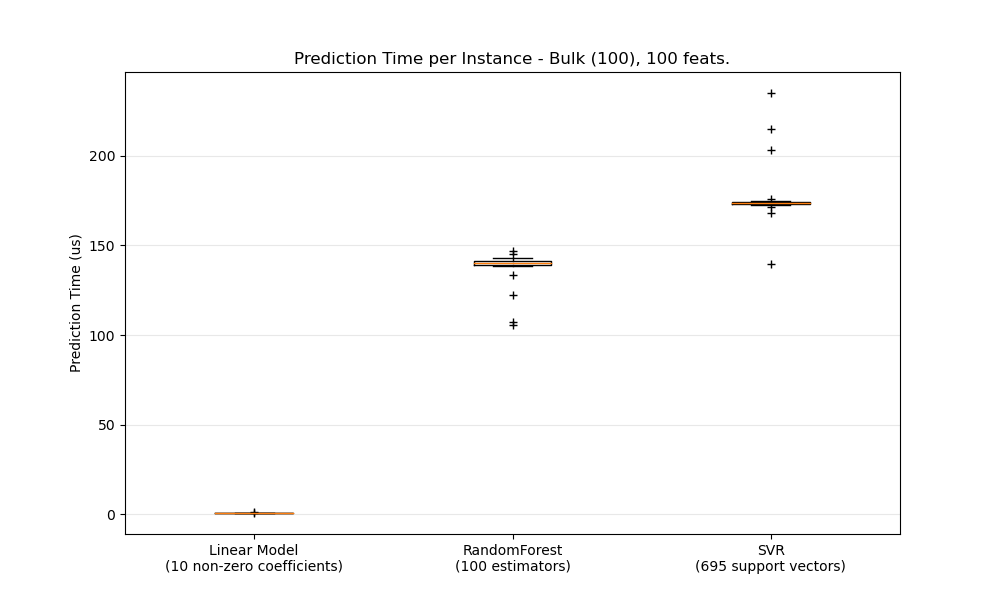 Prediction Time per Instance - Bulk (100), 100 feats.
Prediction Time (us)
200
150
100
50
0
Linear Model
(10 non-zero coefficients)
RandomForest
(100 estimators)
SVR
(695 support vectors)